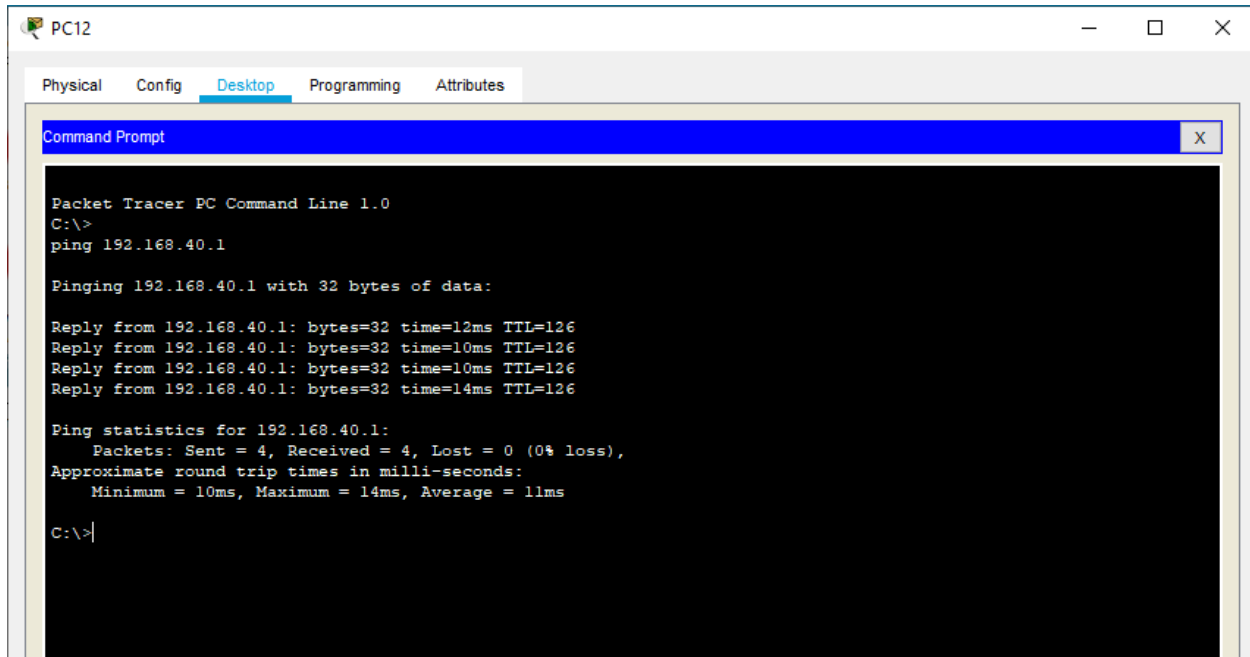 PC12
Physical Config Desktop Programming Attributes
Command Prompt
X
Packet Tracer PC Command Line 1.0
C:\>
ping 192.168.40.1
Pinging 192.168.40.1 with 32 bytes of data:
Reply from 192.168.40.1: bytes=32 time=12ms TTL=126
Reply from 192.168.40.1: bytes=32 time=10ms TTL=126
Reply from 192.168.40.1: bytes=32 time=10ms TTL=126
Reply from 192.168.40.1: bytes=32 time=14ms TTL=126
Ping statistics for 192.168.40.1:
Packets: Sent = 4, Received = 4, Lost = 0 (0% loss),
Approximate round trip times in milli-seconds:
Minimum = 10ms, Maximum = 14ms, Average = 11ms
C:\>